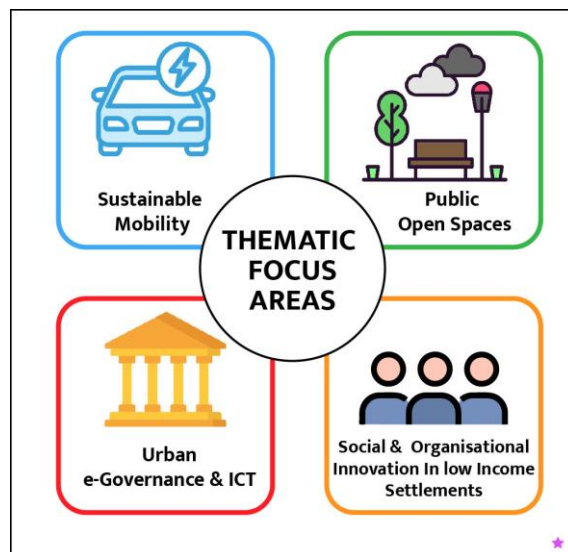 Sustainable
Mobility
Public
Open Spaces
THEMATIC
FOCUS
AREAS
Urban
e-Governance & ICT
Social & Organisational
Innovation In low Income
Settlements